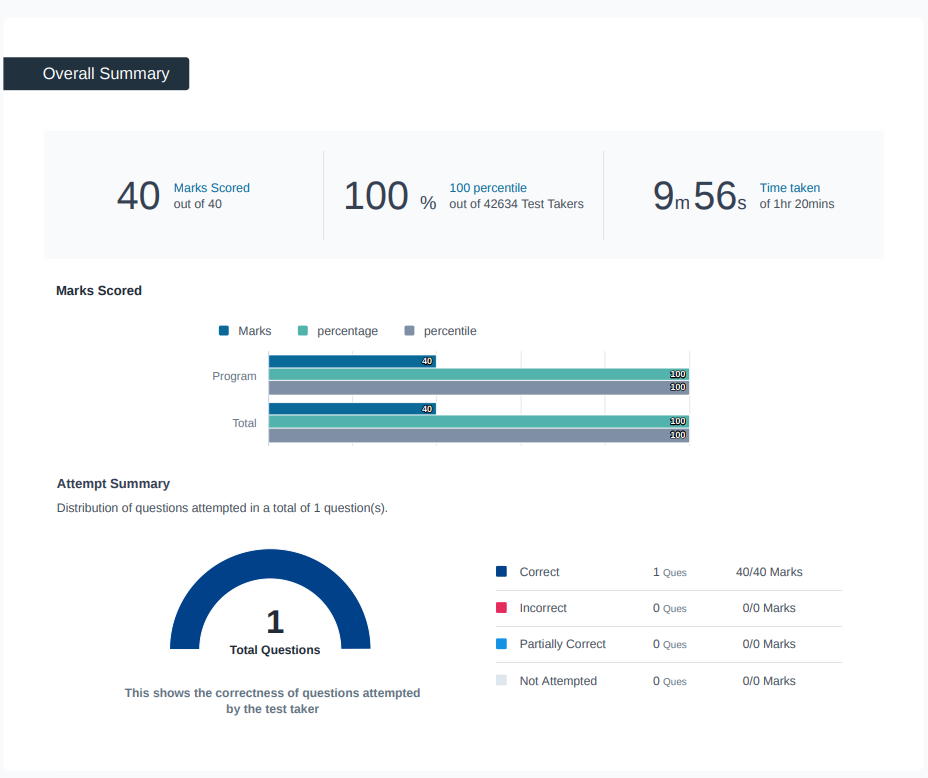 Overall Summary
40 Marks Scored out of 40
100 % 100 percentile out of 42634 Test Takers
9m 56s Time taken of 1hr 20mins
Marks Scored
Marks percentage percentile
Program 40 100 100
Total 40 100 100
Attempt Summary
Distribution of questions attempted in a total of 1 question(s).
1
Total Questions
This shows the correctness of questions attempted
by the test taker
Correct 1 Ques 40/40 Marks
Incorrect 0 Ques 0/0 Marks
Partially Correct 0 Ques 0/0 Marks
Not Attempted 0 Ques 0/0 Marks